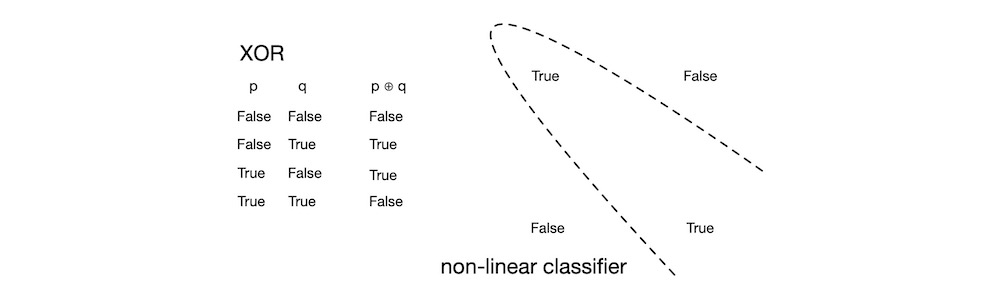 XOR
p q p ⊕ q
False False False
False True True
True False True
True True False
True False
False True
non-linear classifier